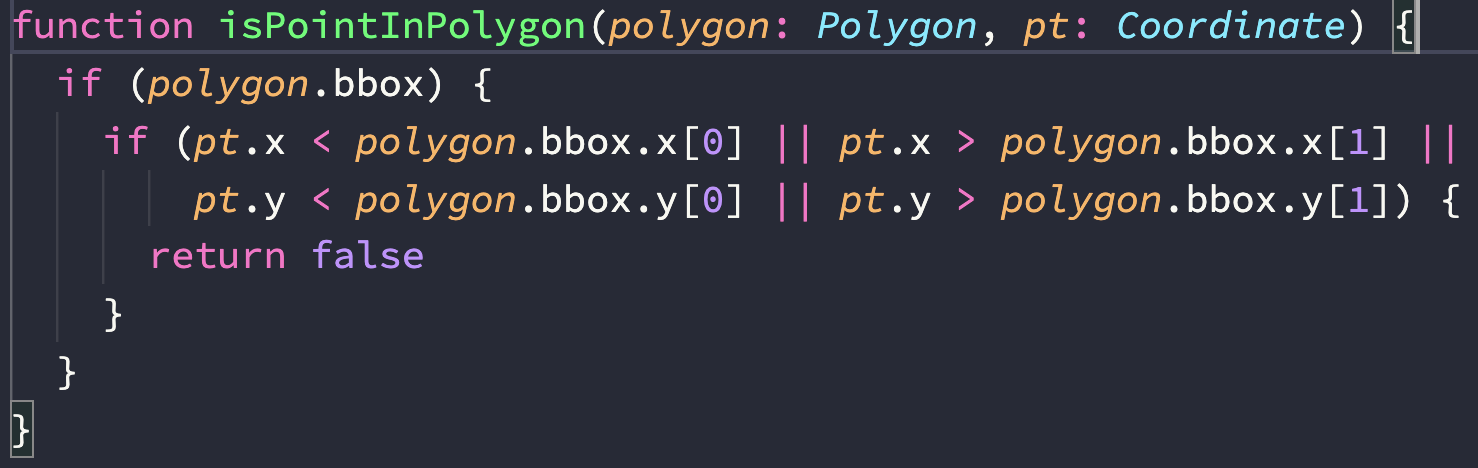 function isPointInPolygon(polygon: Polygon, pt: Coordinate) {
  if (polygon.bbox) {
    if (pt.x < polygon.bbox.x[0] || pt.x > polygon.bbox.x[1] ||
        pt.y < polygon.bbox.y[0] || pt.y > polygon.bbox.y[1]) {
      return false
    }
  }
}